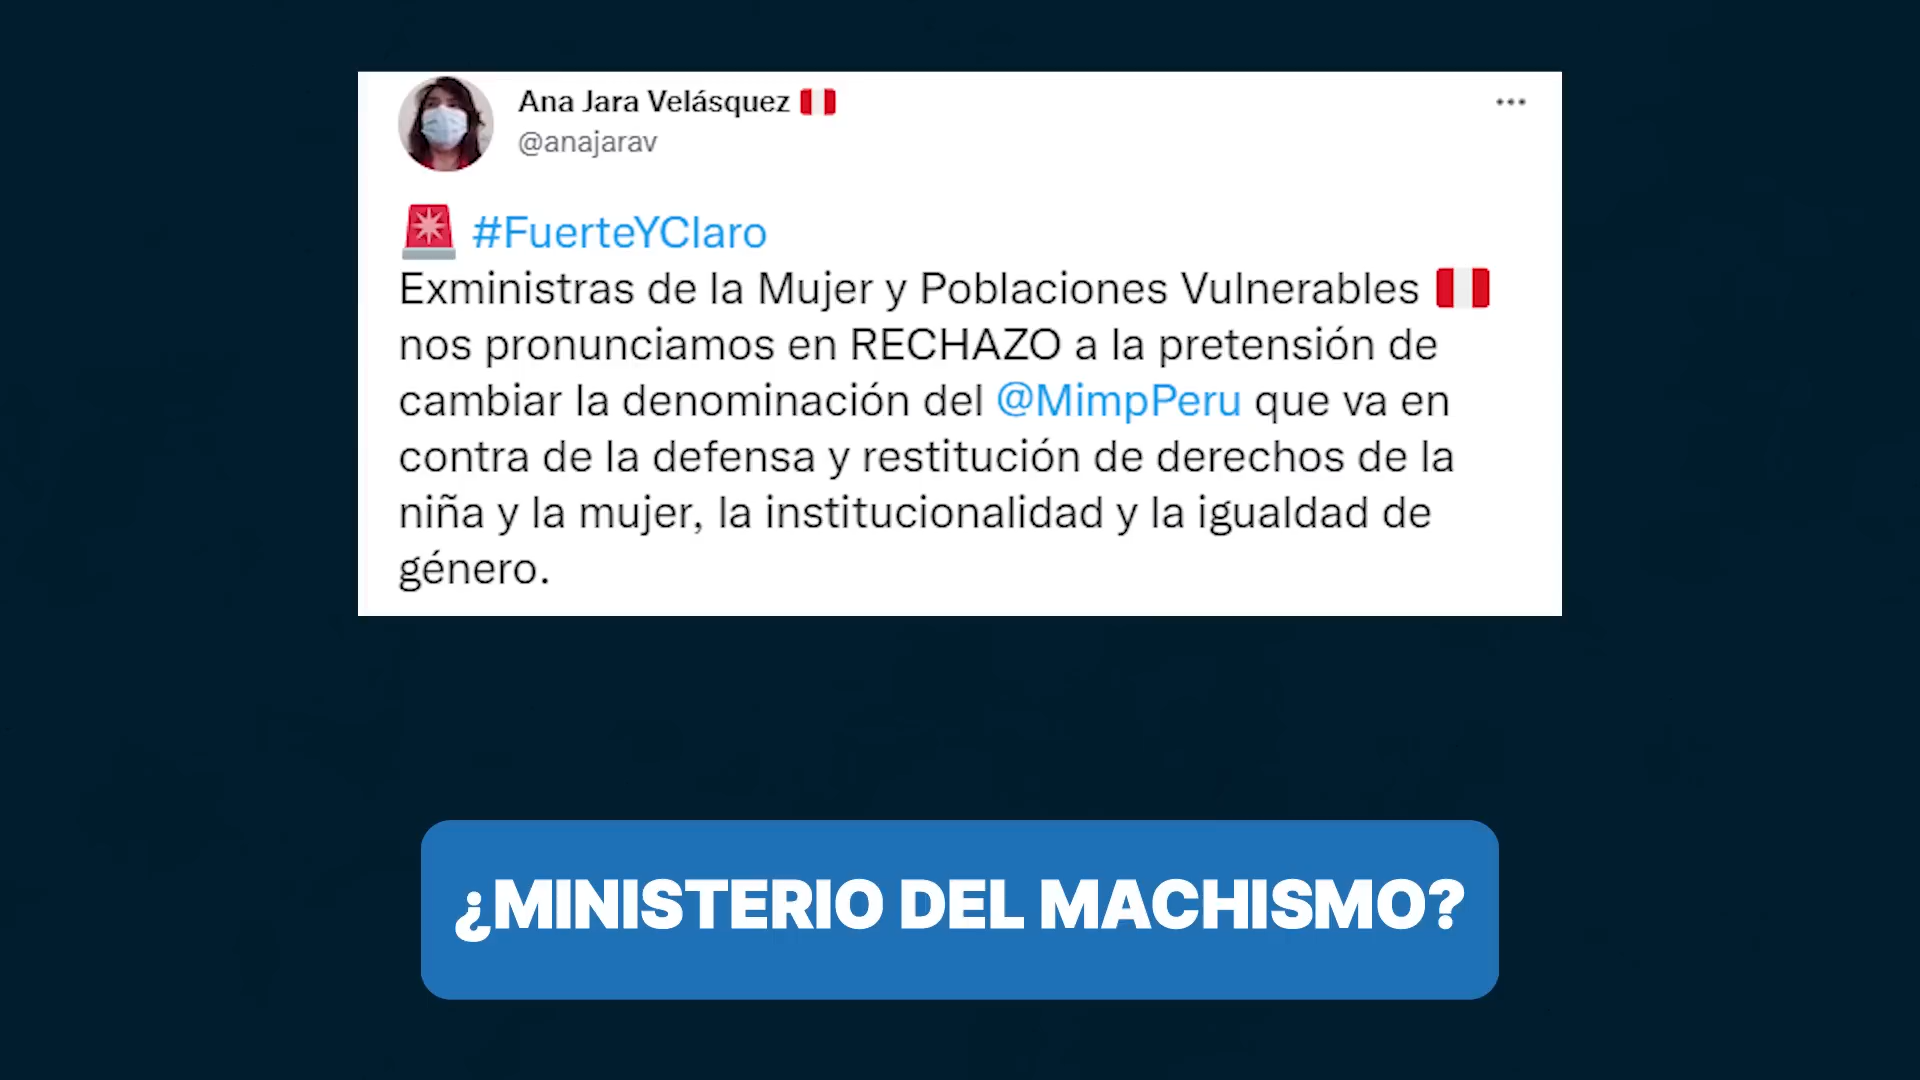 Ana Jara Velásquez
@anajarav
#FuerteYClaro
Exministras de la Mujer y Poblaciones Vulnerables
nos pronunciamos en RECHAZO a la pretensión de
cambiar la denominación del @MimpPeru que va en
contra de la defensa y restitución de derechos de la
niña y la mujer, la institucionalidad y la igualdad de
género.
¿MINISTERIO DEL MACHISMO?